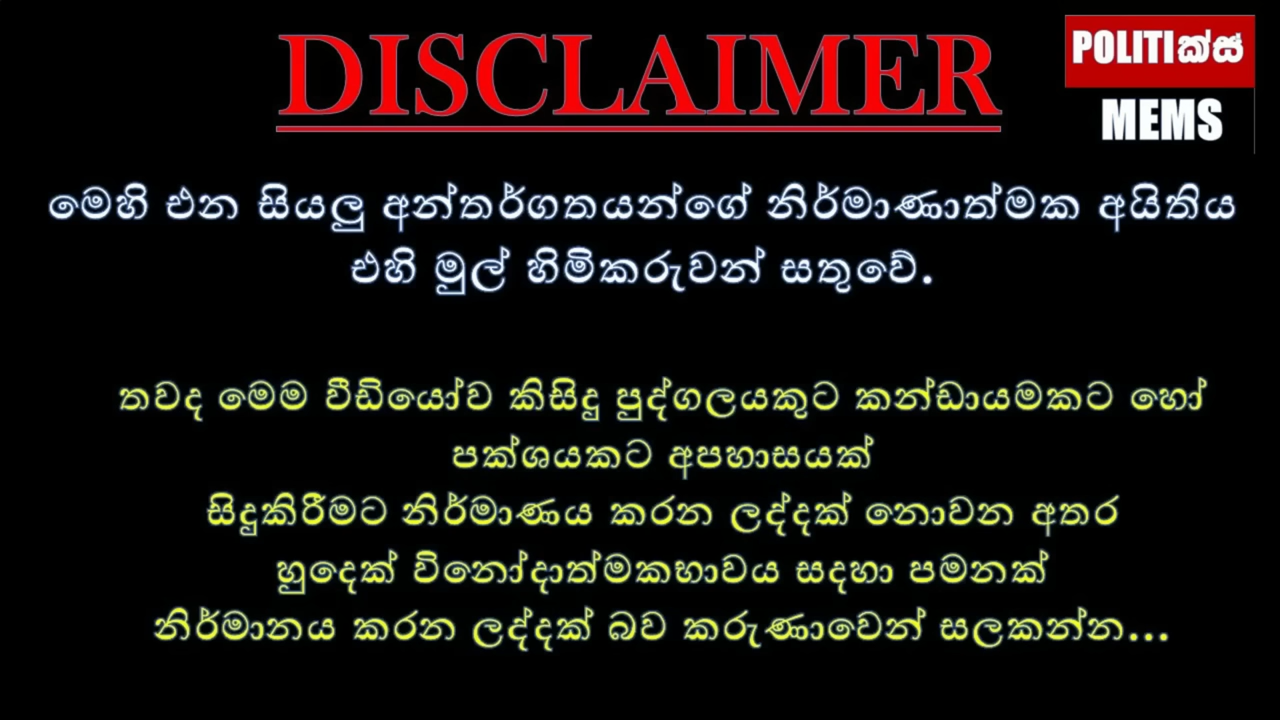 DISCLAIMER
POLITIක්ස්
MEMS
මෙහි එන සියලු අන්තර්ගතයන්ගේ නිර්මාණාත්මක අයිතිය
එහි මුල් හිමිකරුවන් සතුවේ.
තවද මෙම වීඩියෝව කිසිදු පුද්ගලයකුට කන්ඩායමකට හෝ
පක්ශයකට අපහාසයක්
සිදුකිරීමට නිර්මාණය කරන ලද්දක් නොවන අතර
හුදෙක් විනෝදාත්මකභාවය සදහා පමනක්
නිර්මානය කරන ලද්දක් බව කරුණාවෙන් සලකන්න...